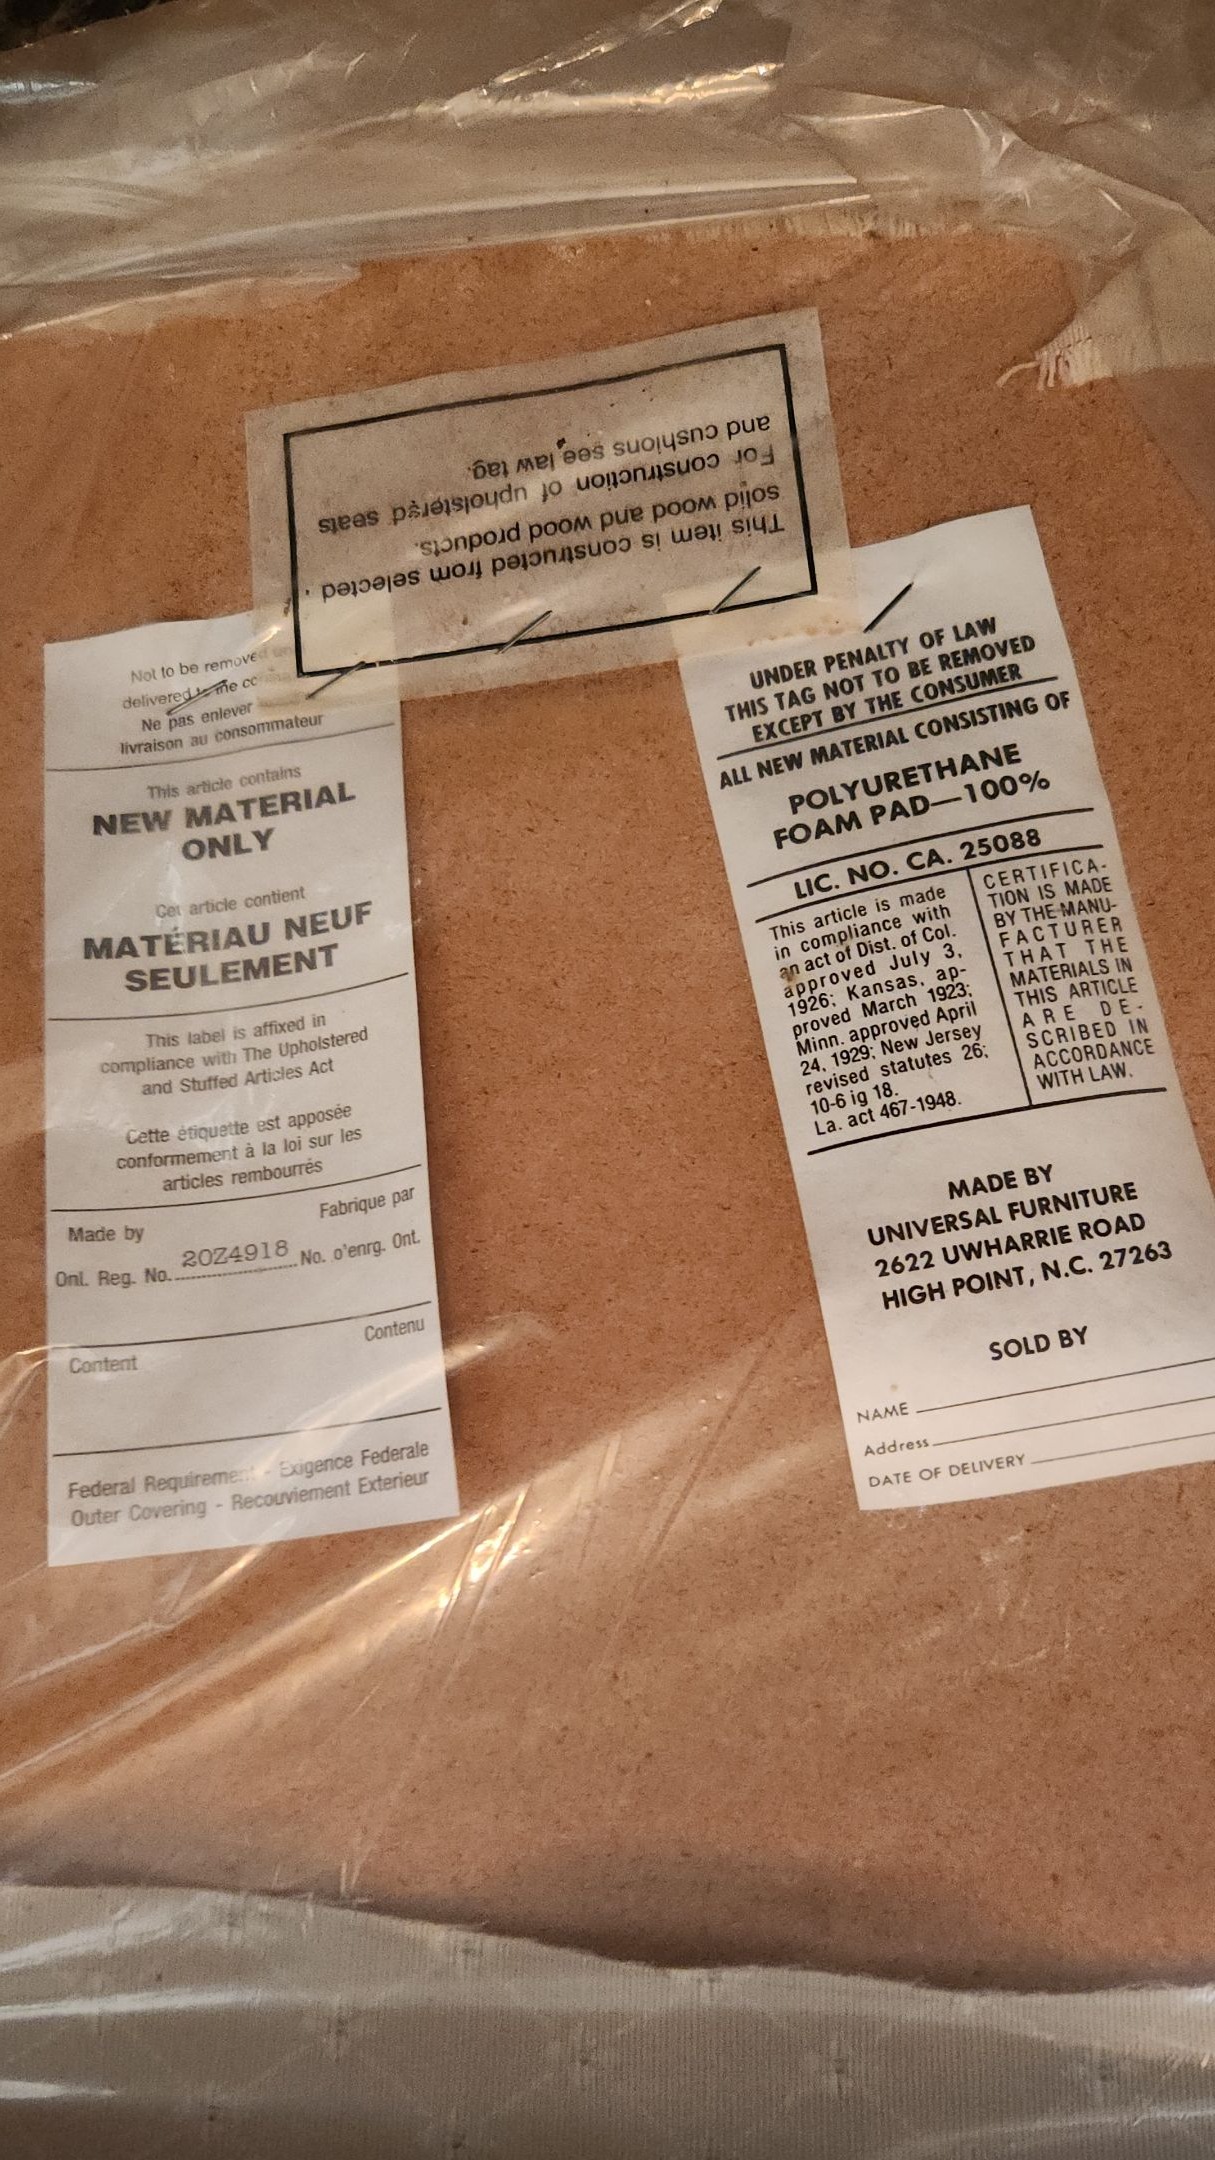 This item is constructed from selected
solid wood and wood products.
For construction of upholstered seats
and cushions see law tag.
Not to be removed
delivered the
Ne pas enlever
livraison au consommateur
This article contains
NEW MATERIAL
ONLY
Cet article contient
MATÉRIAU NEUF
SEULEMENT
This label is affixed in
compliance with The Upholstered
and Stuffed Articles Act
Cette étiquette est apposée
conformement à la loi sur les
articles rembourrés
Made by Fabrique par
Onl. Reg. No. 20Z4918 No. o'enrg. Ont.
Content Contenu
Federal Requirement - Exigence Federale
Outer Covering - Recouviement Exterieur
UNDER PENALTY OF LAW
THIS TAG NOT TO BE REMOVED
EXCEPT BY THE CONSUMER
ALL NEW MATERIAL CONSISTING OF
POLYURETHANE
FOAM PAD—100%
LIC. NO. CA. 25088
This article is made
in compliance with
an act of Dist. of Col.
approved July 3,
1926; Kansas, ap-
proved March 1923;
Minn. approved April
24, 1929; New Jersey
revised statutes 26;
10-6 ig 18.
La. act 467-1948.
CERTIFICA-
TION IS MADE
BY THE MANU-
FACTURER
THAT THE
MATERIALS IN
THIS ARTICLE
ARE DE-
SCRIBED IN
ACCORDANCE
WITH LAW.
MADE BY
UNIVERSAL FURNITURE
2622 UWHARRIE ROAD
HIGH POINT, N.C. 27263
SOLD BY
NAME
Address
DATE OF DELIVERY